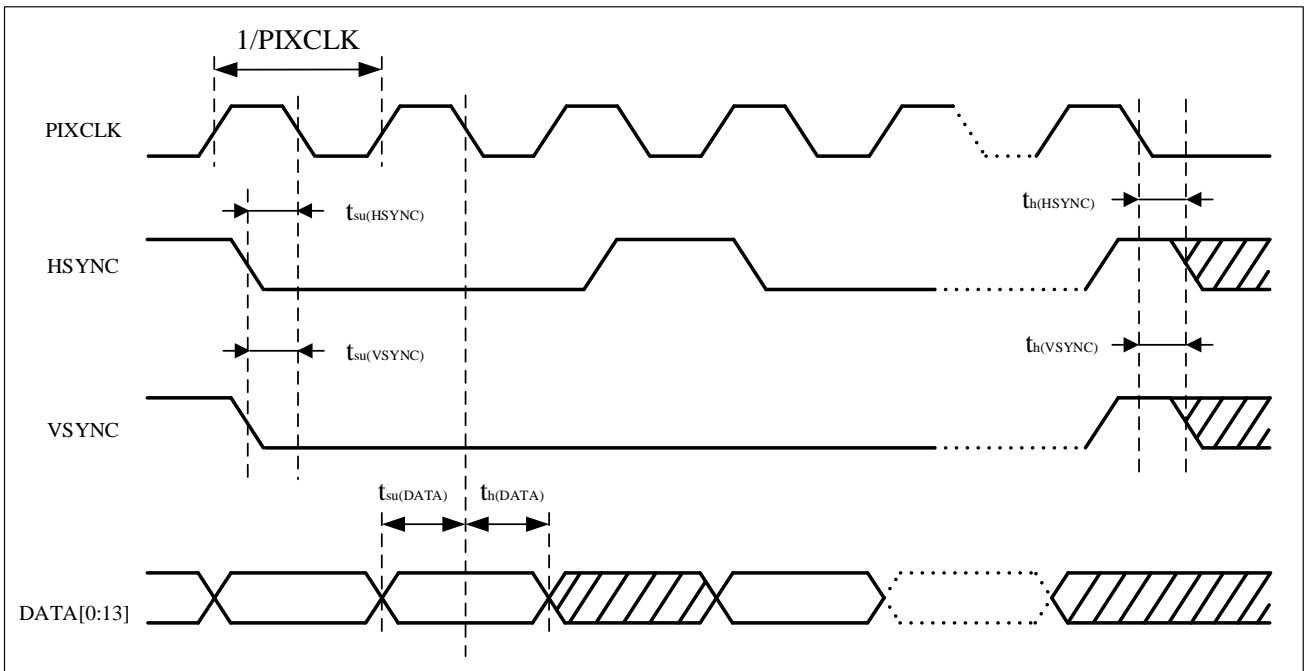 1/PIXCLK
PIXCLK
tsu(HSYNC)
th(HSYNC)
HSYNC
tsu(VSYNC)
th(VSYNC)
VSYNC
tsu(DATA)
th(DATA)
DATA[0:13]